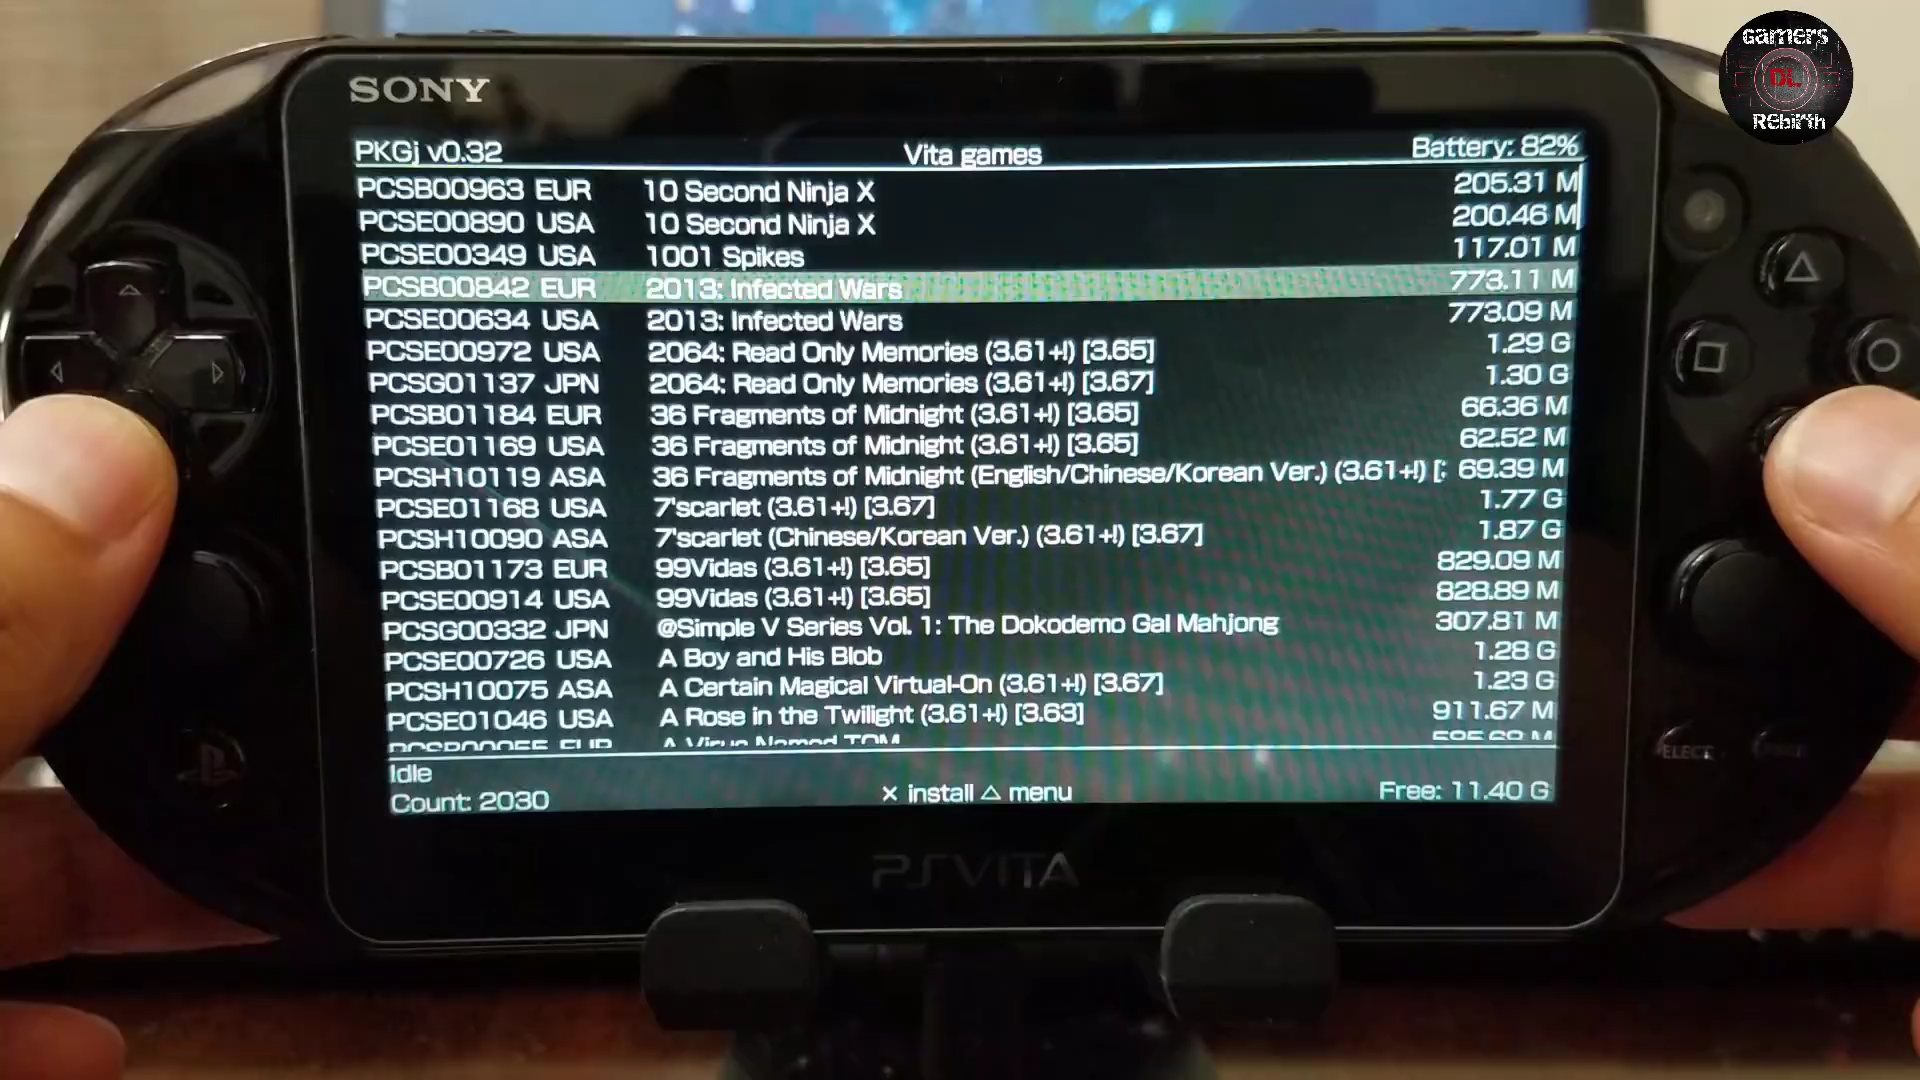 Gamers
DL
REbirth
SONY
PKGj v0.32 Vita games Battery: 82%
PCSB00963 EUR 10 Second Ninja X 205.31 M
PCSE00890 USA 10 Second Ninja X 200.46 M
PCSE00349 USA 1001 Spikes 117.01 M
PCSB00842 EUR 2013: Infected Wars 773.11 M
PCSE00634 USA 2013: Infected Wars 773.09 M
PCSE00972 USA 2064: Read Only Memories (3.61+!) [3.65] 1.29 G
PCSG01137 JPN 2064: Read Only Memories (3.61+!) [3.67] 1.30 G
PCSB01184 EUR 36 Fragments of Midnight (3.61+!) [3.65] 66.36 M
PCSE01169 USA 36 Fragments of Midnight (3.61+!) [3.65] 62.52 M
PCSH10119 ASA 36 Fragments of Midnight (English/Chinese/Korean Ver.) (3.61+!) [ 69.39 M
PCSE01168 USA 7'scarlet (3.61+!) [3.67] 1.77 G
PCSH10090 ASA 7'scarlet (Chinese/Korean Ver.) (3.61+!) [3.67] 1.87 G
PCSB01173 EUR 99Vidas (3.61+!) [3.65] 829.09 M
PCSE00914 USA 99Vidas (3.61+!) [3.65] 828.89 M
PCSG00332 JPN @Simple V Series Vol. 1: The Dokodemo Gal Mahjong 307.81 M
PCSE00726 USA A Boy and His Blob 1.28 G
PCSH10075 ASA A Certain Magical Virtual-On (3.61+!) [3.67] 1.23 G
PCSE01046 USA A Rose in the Twilight (3.61+!) [3.63] 911.67 M
PCSB00055 EUR A Virus Named TOM
Idle
Count: 2030 × install △ menu Free: 11.40 G
PSVITA